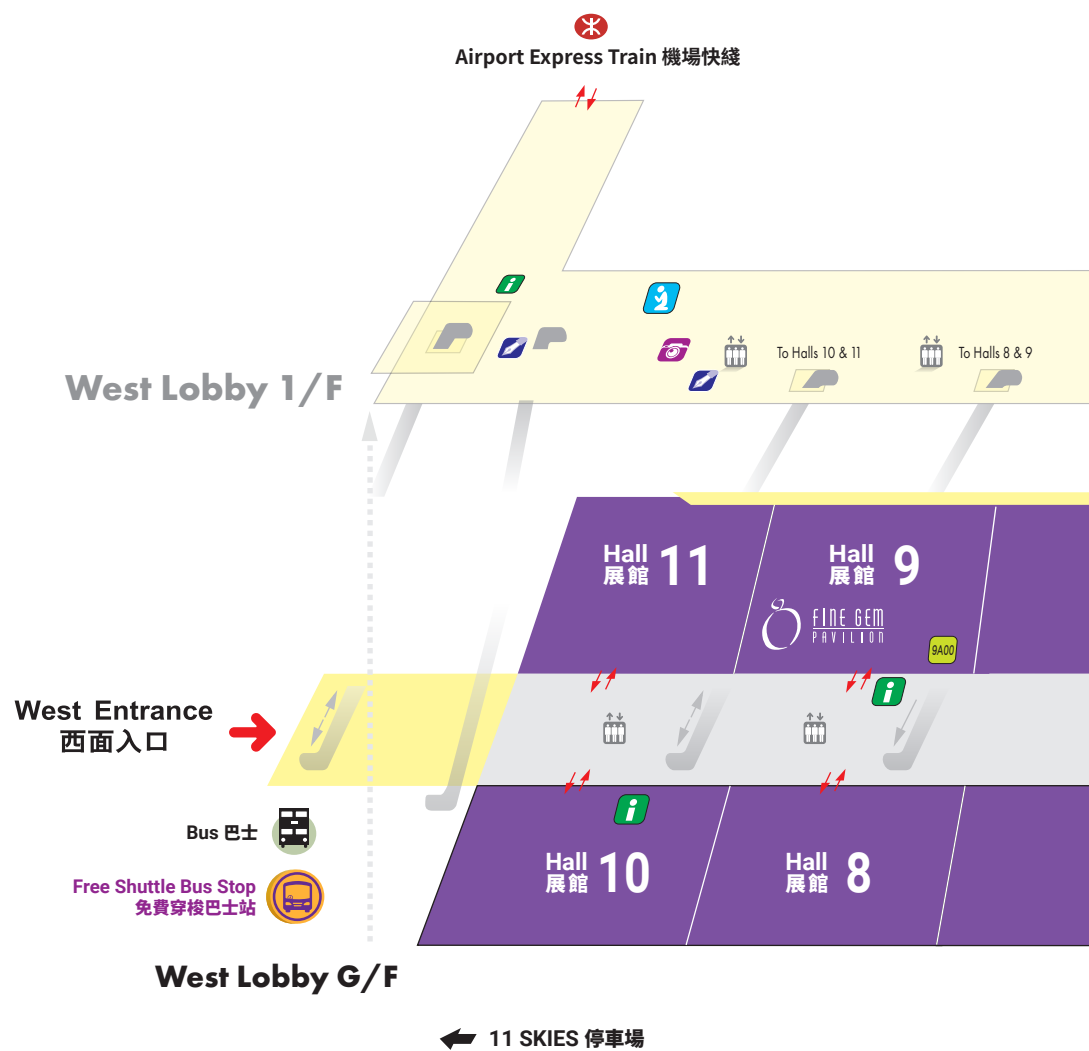 Airport Express Train 機場快綫
i
To Halls 10 & 11
To Halls 8 & 9
West Lobby 1/F
Hall
展館 11
Hall
展館 9
FINE GEM
PAVILION
9A00
i
West Entrance
西面入口
i
Bus 巴士
Hall
展館 10
Hall
展館 8
Free Shuttle Bus Stop
免費穿梭巴士站
West Lobby G/F
11 SKIES 停車場